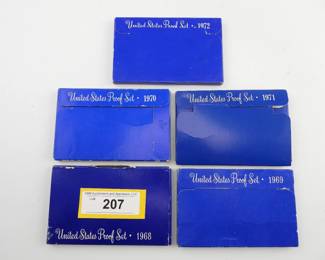 United States Proof Set • 1972
United States Proof Set • 1970
United States Proof Set • 1971
Lot#
207
United States Proof Set • 1968
United States Proof Set • 1969